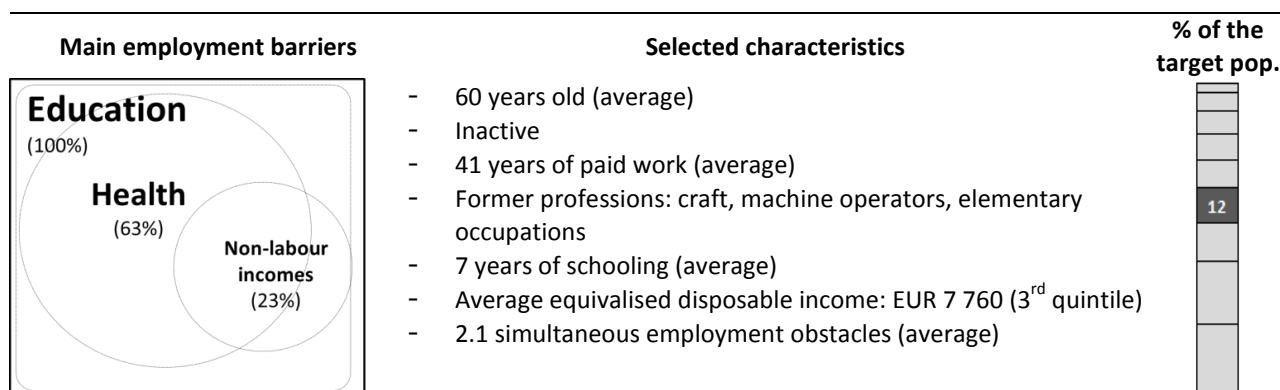 Main employment barriers
Selected characteristics
% of the
target pop.
Education
(100%)
Health
(63%)
Non-labour
incomes
(23%)
- 60 years old (average)
- Inactive
- 41 years of paid work (average)
- Former professions: craft, machine operators, elementary
occupations
- 7 years of schooling (average)
- Average equivalised disposable income: EUR 7 760 (3rd quintile)
- 2.1 simultaneous employment obstacles (average)
12